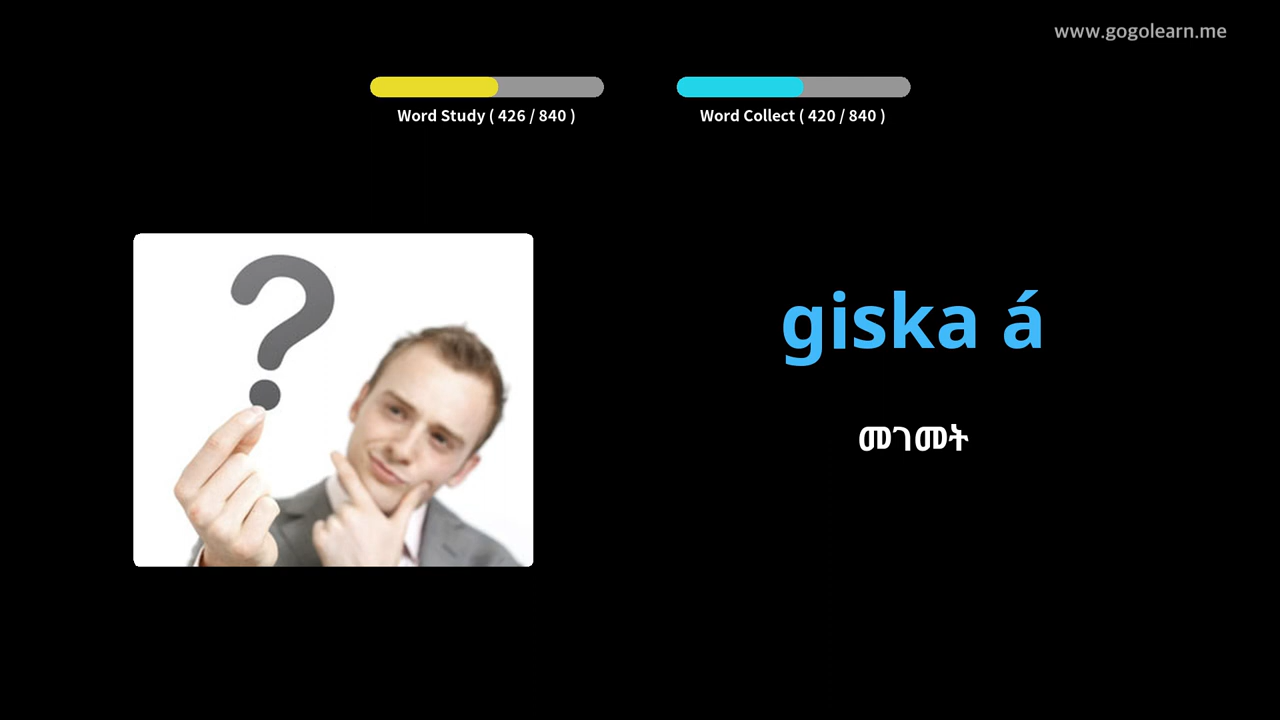 www.gogolearn.me
Word Study ( 426 / 840 )
Word Collect ( 420 / 840 )
?
giska á
መገመት